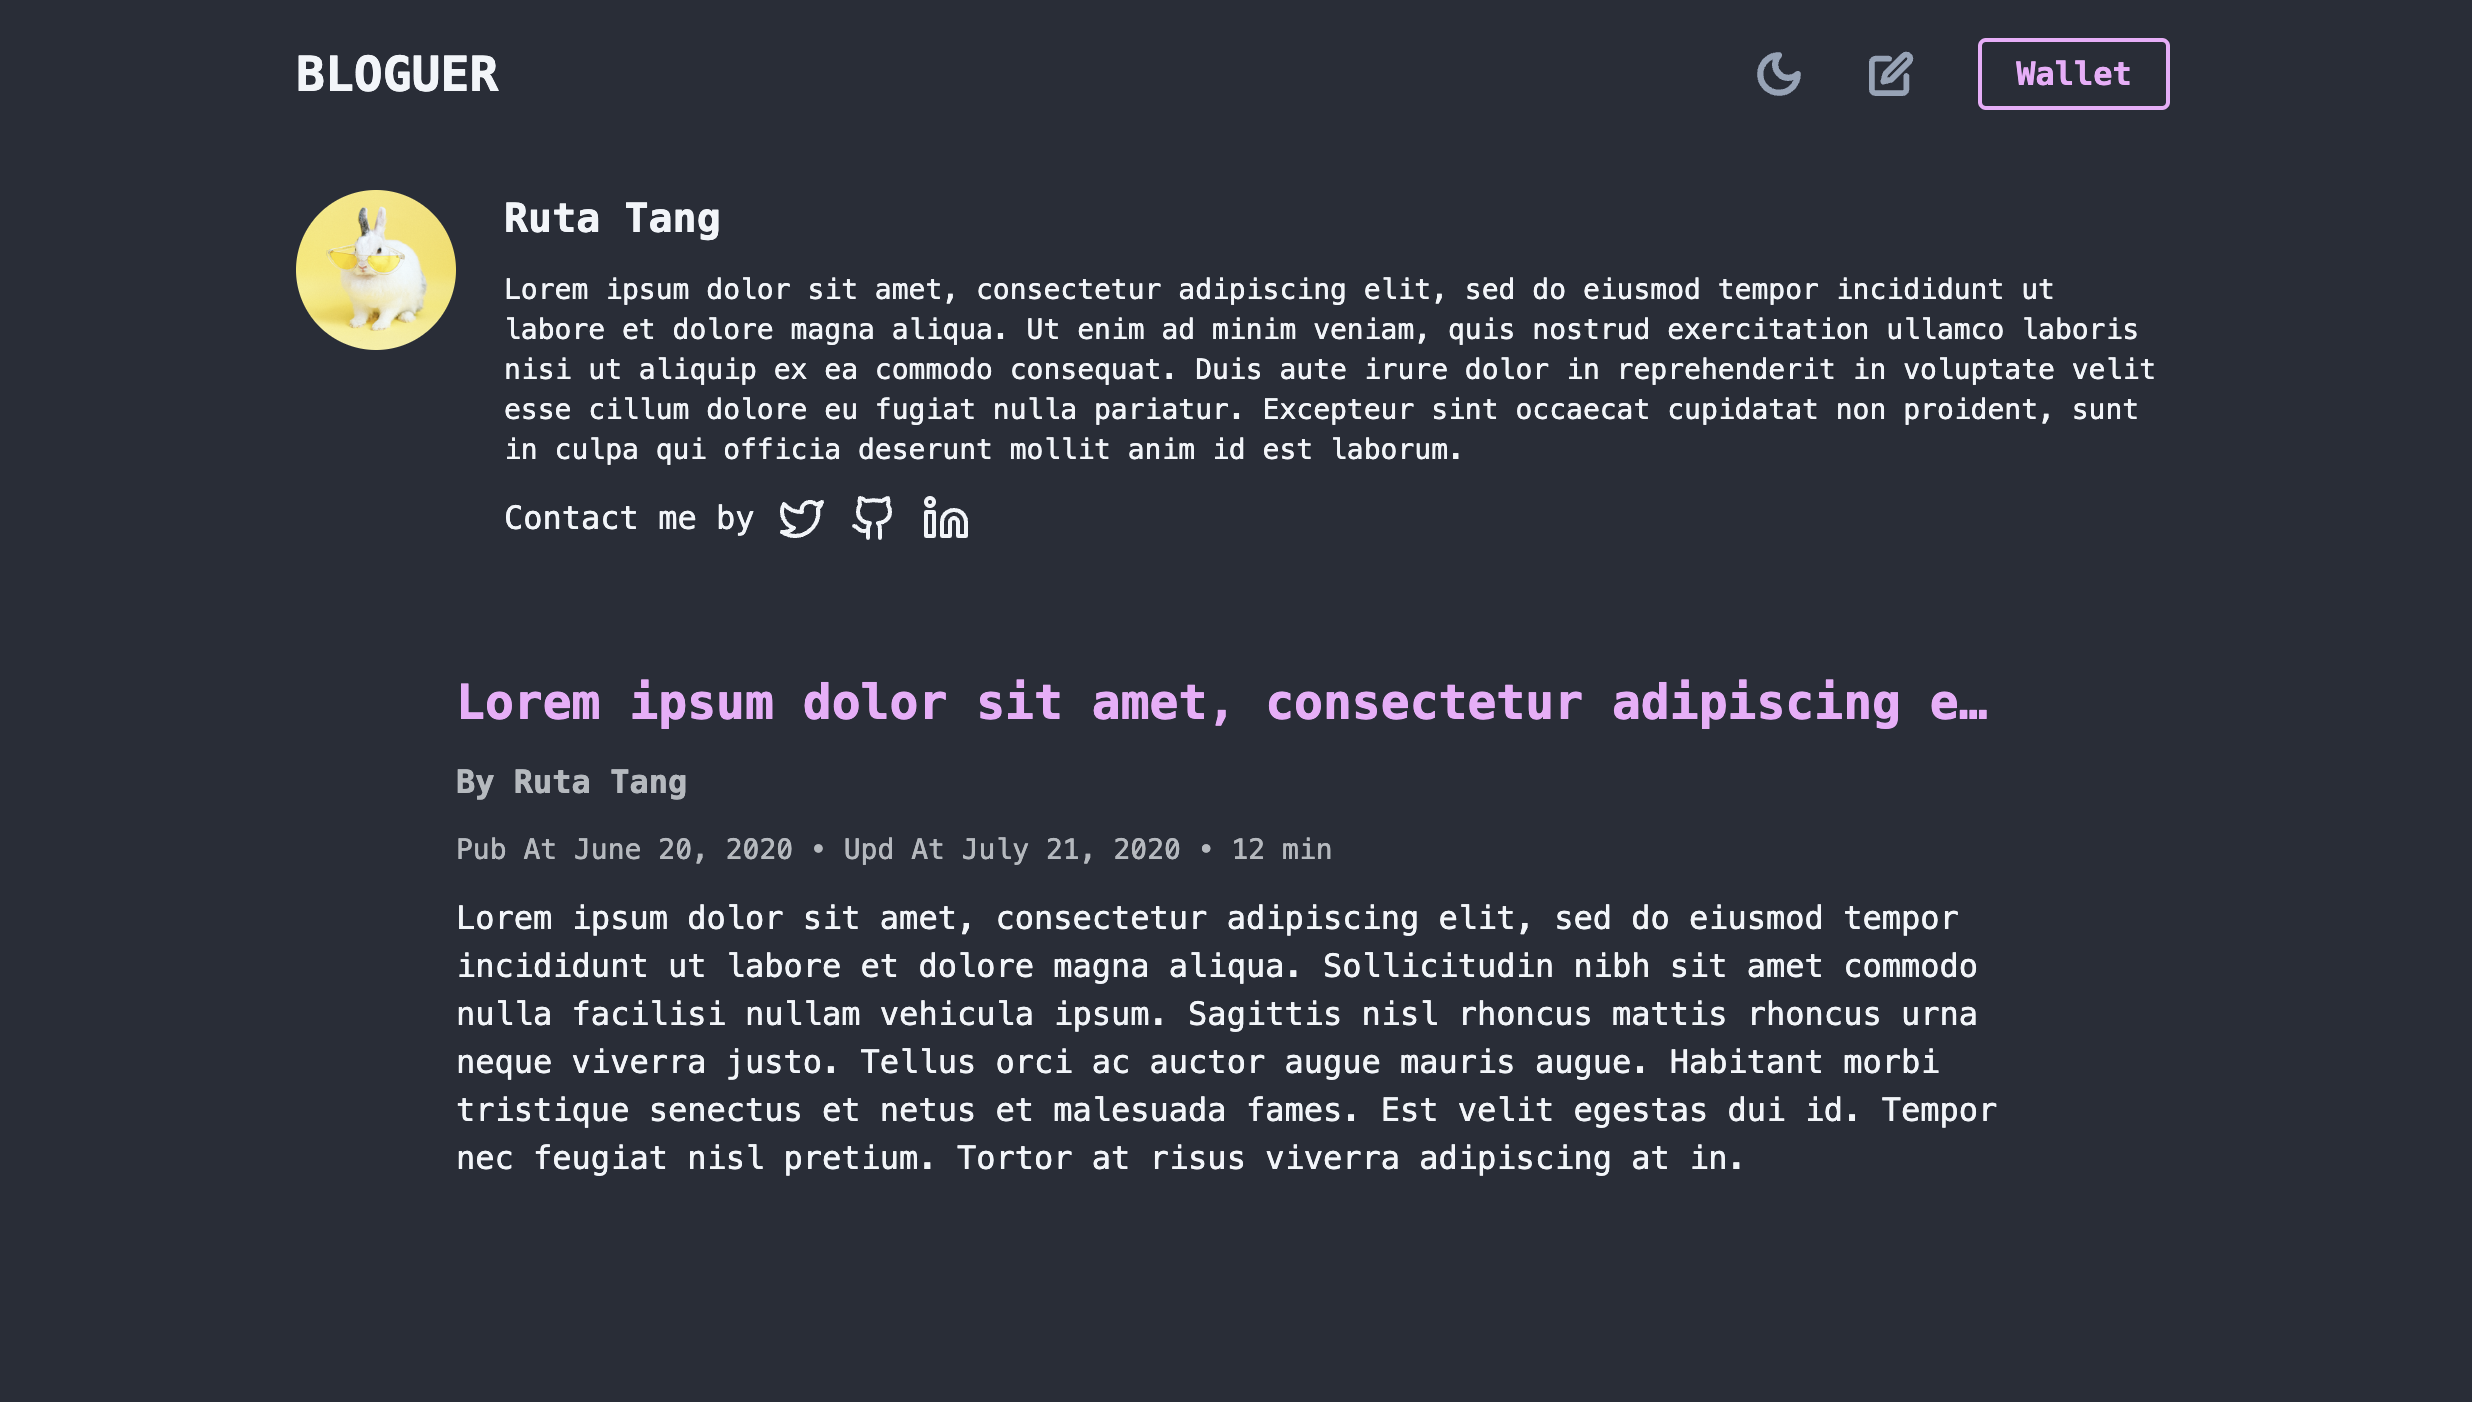 BLOGUER
Wallet
Ruta Tang
Lorem ipsum dolor sit amet, consectetur adipiscing elit, sed do eiusmod tempor incididunt ut
labore et dolore magna aliqua. Ut enim ad minim veniam, quis nostrud exercitation ullamco laboris
nisi ut aliquip ex ea commodo consequat. Duis aute irure dolor in reprehenderit in voluptate velit
esse cillum dolore eu fugiat nulla pariatur. Excepteur sint occaecat cupidatat non proident, sunt
in culpa qui officia deserunt mollit anim id est laborum.
Contact me by
Lorem ipsum dolor sit amet, consectetur adipiscing e…
By Ruta Tang
Pub At June 20, 2020 • Upd At July 21, 2020 • 12 min
Lorem ipsum dolor sit amet, consectetur adipiscing elit, sed do eiusmod tempor
incididunt ut labore et dolore magna aliqua. Sollicitudin nibh sit amet commodo
nulla facilisi nullam vehicula ipsum. Sagittis nisl rhoncus mattis rhoncus urna
neque viverra justo. Tellus orci ac auctor augue mauris augue. Habitant morbi
tristique senectus et netus et malesuada fames. Est velit egestas dui id. Tempor
nec feugiat nisl pretium. Tortor at risus viverra adipiscing at in.